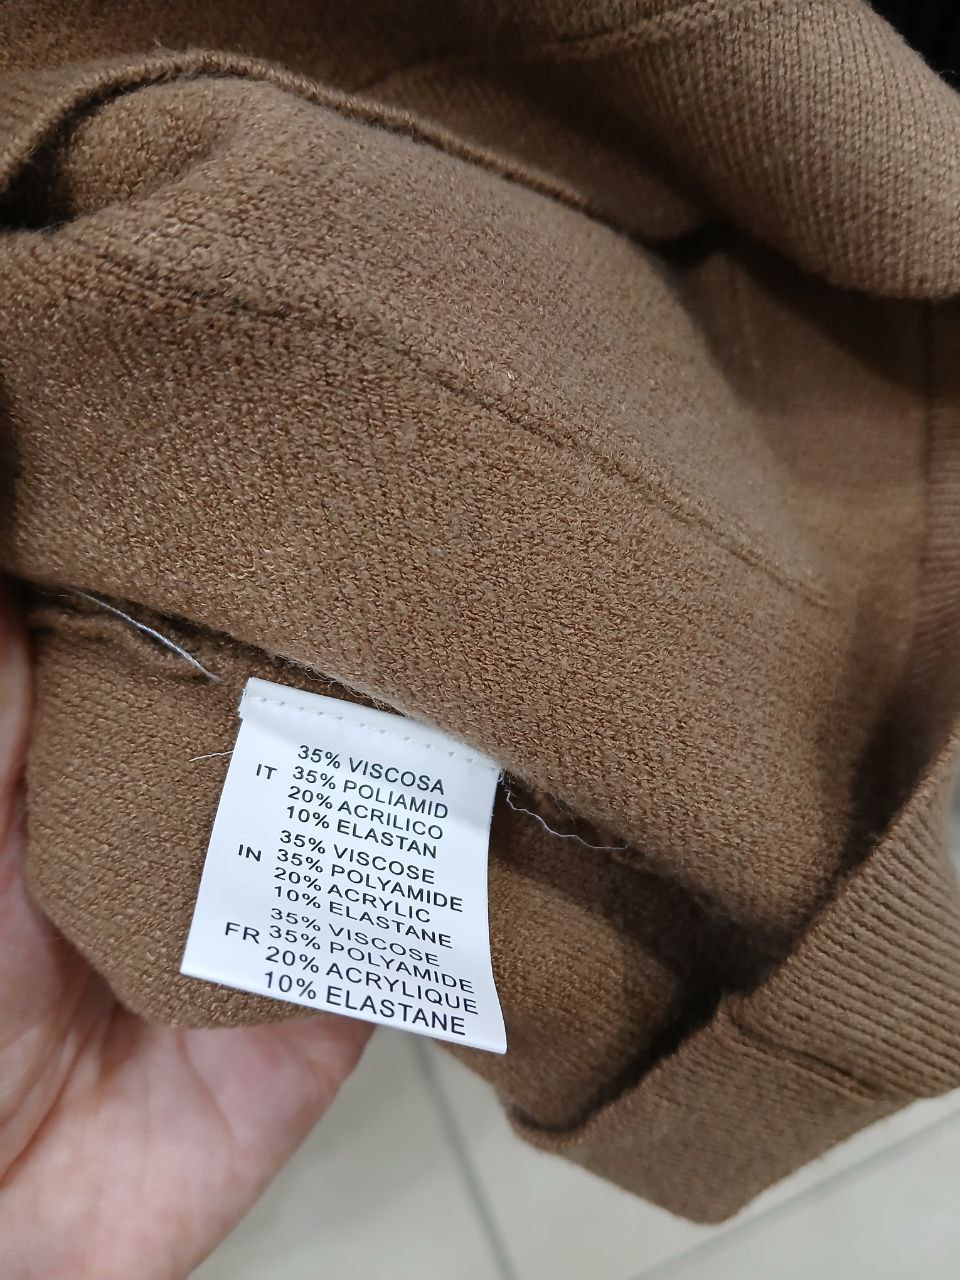 35% VISCOSA
IT 35% POLIAMID
20% ACRILICO
10% ELASTAN
35% VISCOSE
IN 35% POLYAMIDE
20% ACRYLIC
10% ELASTANE
35% VISCOSE
FR 35% POLYAMIDE
20% ACRYLIQUE
10% ELASTANE